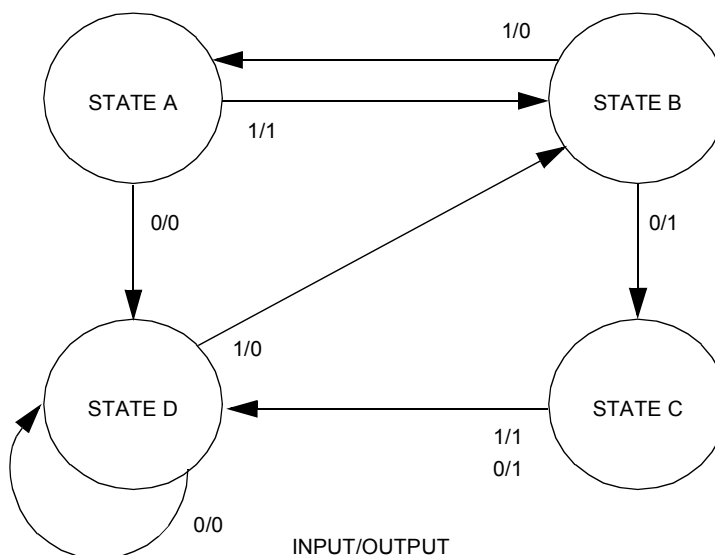 1/0
STATE A
STATE B
1/1
0/0
0/1
1/0
STATE D
STATE C
1/1
0/1
0/0
INPUT/OUTPUT